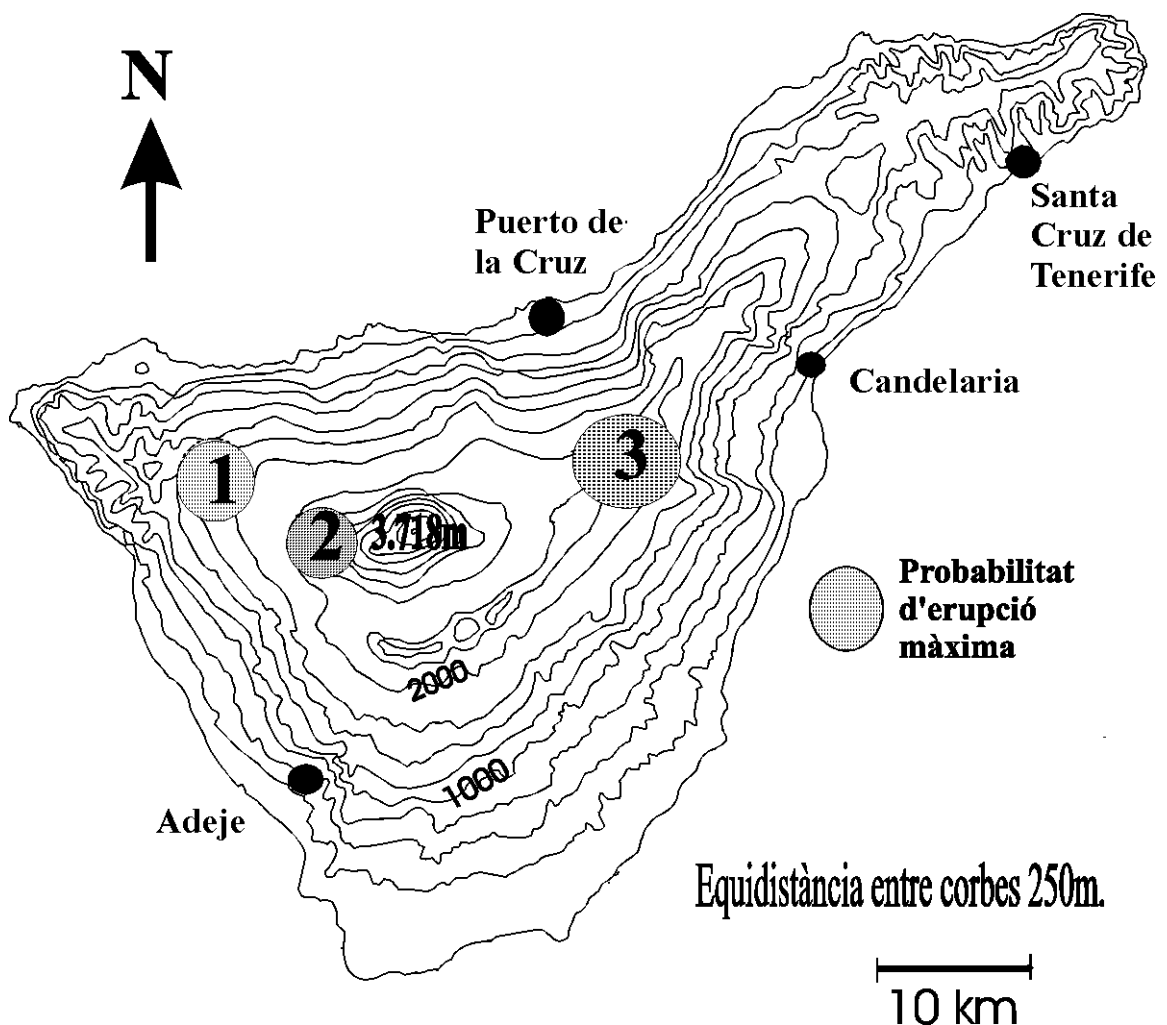 N
Puerto de
la Cruz
Santa
Cruz de
Tenerife
Candelaria
1
3
2
3.718m
Probabilitat
d'erupció
màxima
2000
1000
Adeje
Equidistància entre corbes 250m.
10 km